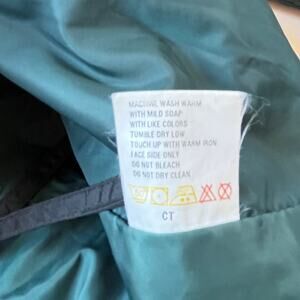 MACHINE WASH WARM
WITH MILD SOAP
WITH LIKE COLORS
TUMBLE DRY LOW
TOUCH UP WITH WARM IRON
FACE SIDE ONLY
DO NOT BLEACH
DO NOT DRY CLEAN
CT